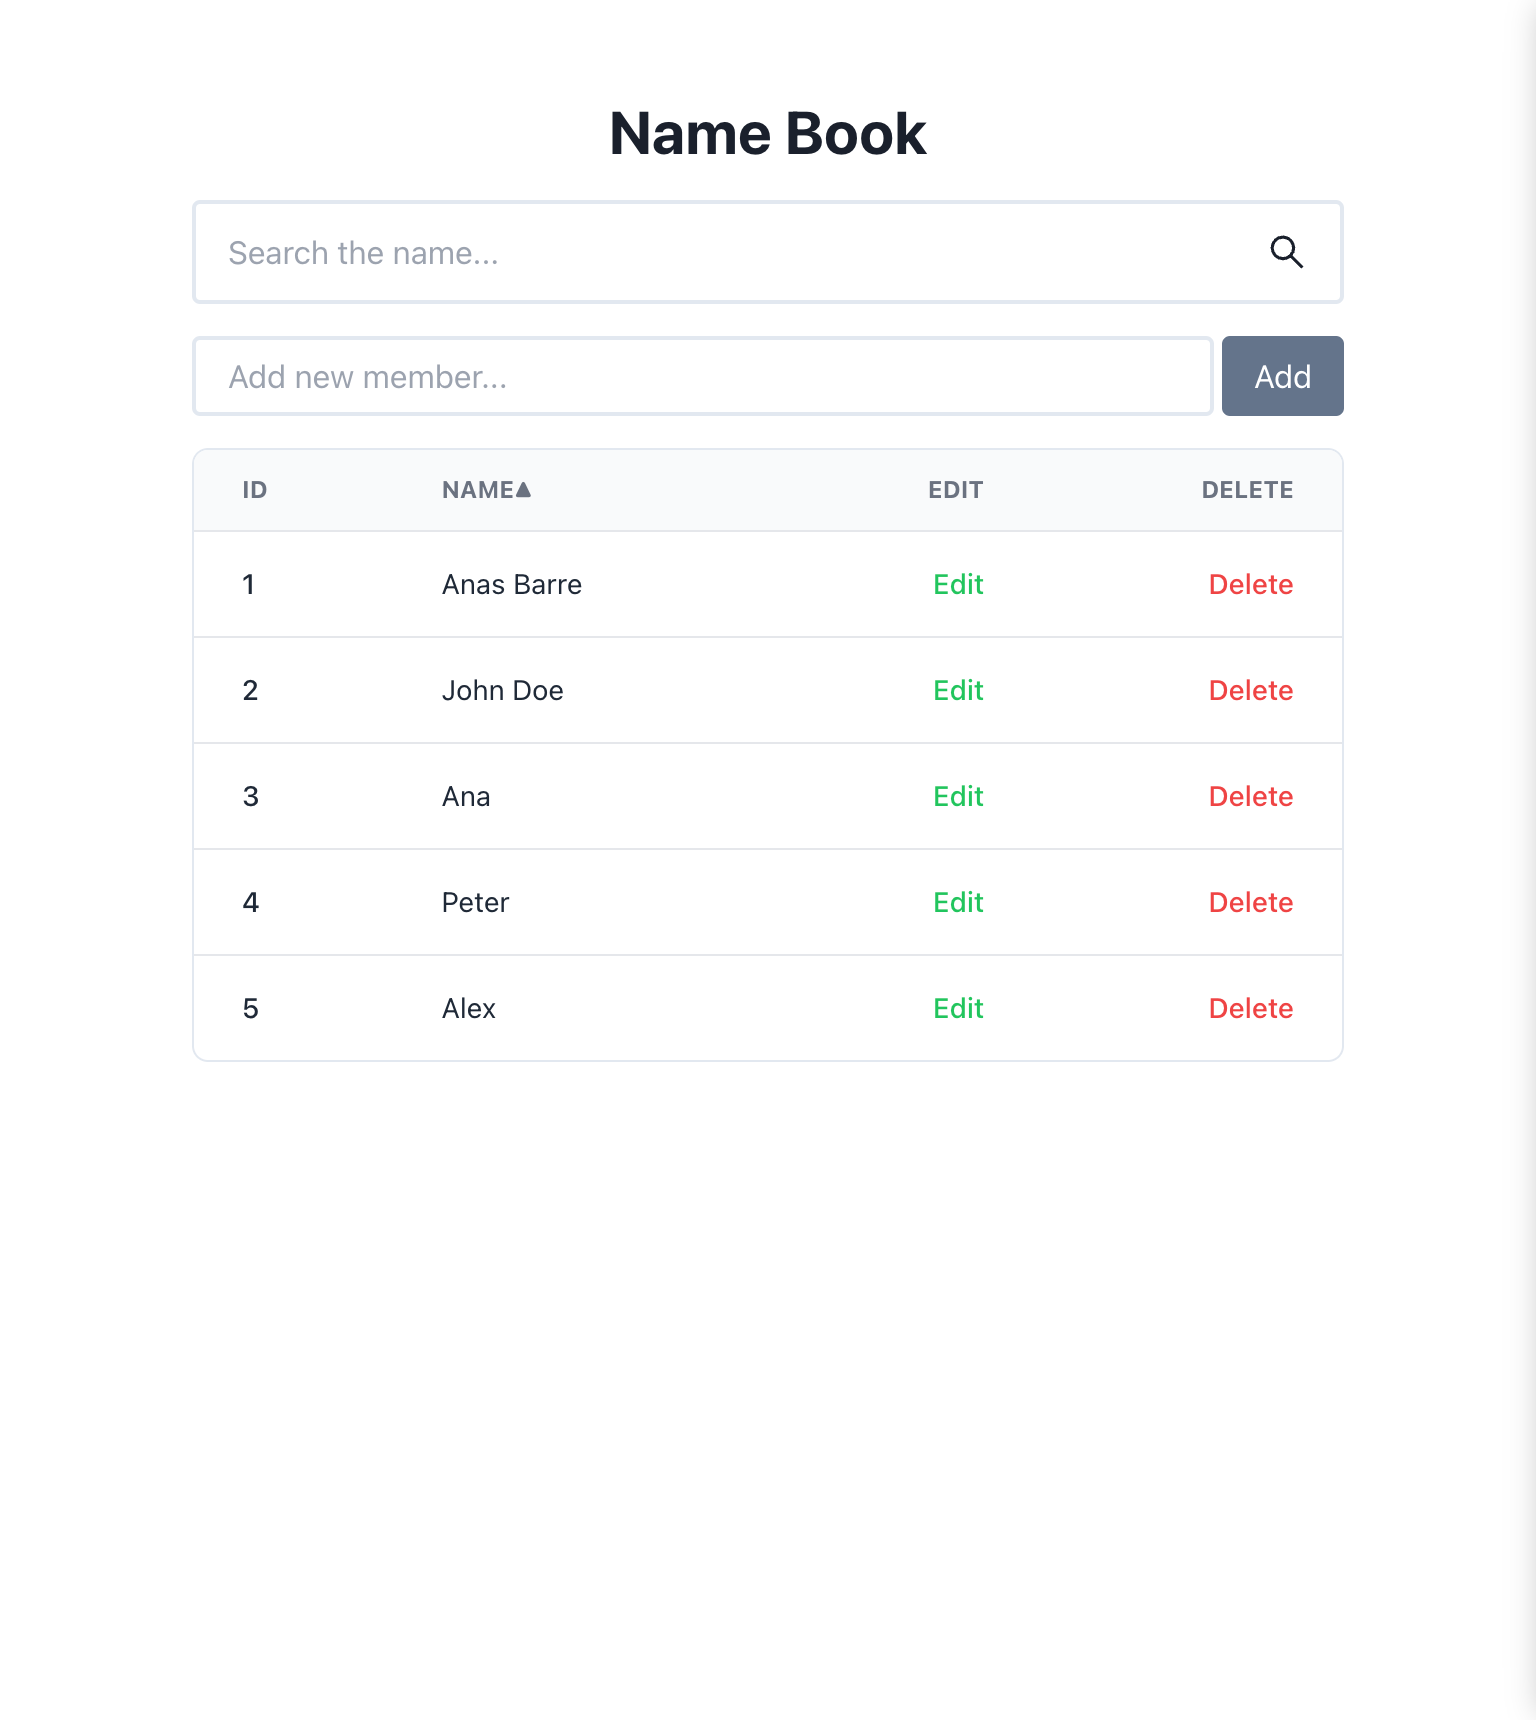 Name Book
Search the name...
Add new member... Add
ID NAME▲ EDIT DELETE
1 Anas Barre Edit Delete
2 John Doe Edit Delete
3 Ana Edit Delete
4 Peter Edit Delete
5 Alex Edit Delete